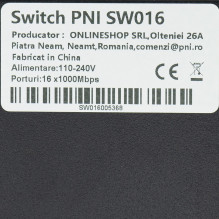 Switch PNI SW016
Producator : ONLINESHOP SRL,Olteniei 26A
Piatra Neam, Neamt,Romania,comenzi@pni.ro
Fabricat in China
Alimentare:110-240V
Porturi:16 x1000Mbps
CE
SW016005368